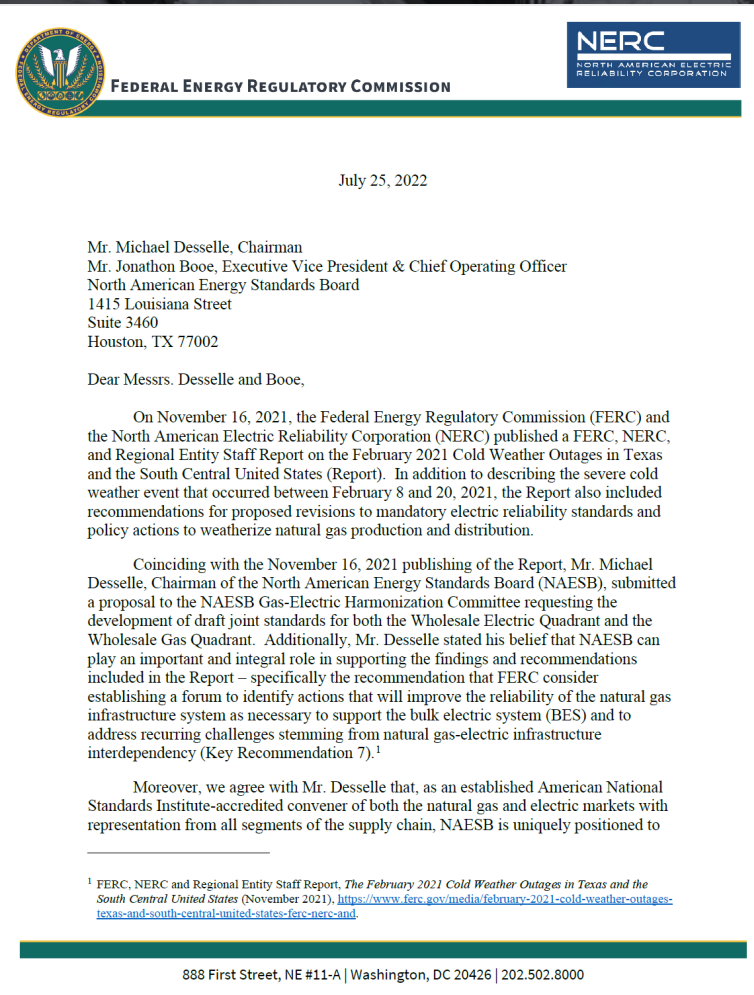 FEDERAL ENERGY REGULATORY COMMISSION
NERC
NORTH AMERICAN ELECTRIC
RELIABILITY CORPORATION
July 25, 2022
Mr. Michael Desselle, Chairman
Mr. Jonathon Booe, Executive Vice President & Chief Operating Officer
North American Energy Standards Board
1415 Louisiana Street
Suite 3460
Houston, TX 77002
Dear Messrs. Desselle and Booe,
On November 16, 2021, the Federal Energy Regulatory Commission (FERC) and
the North American Electric Reliability Corporation (NERC) published a FERC, NERC,
and Regional Entity Staff Report on the February 2021 Cold Weather Outages in Texas
and the South Central United States (Report). In addition to describing the severe cold
weather event that occurred between February 8 and 20, 2021, the Report also included
recommendations for proposed revisions to mandatory electric reliability standards and
policy actions to weatherize natural gas production and distribution.
Coinciding with the November 16, 2021 publishing of the Report, Mr. Michael
Desselle, Chairman of the North American Energy Standards Board (NAESB), submitted
a proposal to the NAESB Gas-Electric Harmonization Committee requesting the
development of draft joint standards for both the Wholesale Electric Quadrant and the
Wholesale Gas Quadrant. Additionally, Mr. Desselle stated his belief that NAESB can
play an important and integral role in supporting the findings and recommendations
included in the Report – specifically the recommendation that FERC consider
establishing a forum to identify actions that will improve the reliability of the natural gas
infrastructure system as necessary to support the bulk electric system (BES) and to
address recurring challenges stemming from natural gas-electric infrastructure
interdependency (Key Recommendation 7).1
Moreover, we agree with Mr. Desselle that, as an established American National
Standards Institute-accredited convener of both the natural gas and electric markets with
representation from all segments of the supply chain, NAESB is uniquely positioned to
1 FERC, NERC and Regional Entity Staff Report, The February 2021 Cold Weather Outages in Texas and the
South Central United States (November 2021), https://www.ferc.gov/media/february-2021-cold-weather-outages-
texas-and-south-central-united-states-ferc-nerc-and.
888 First Street, NE #11-A | Washington, DC 20426 | 202.502.8000